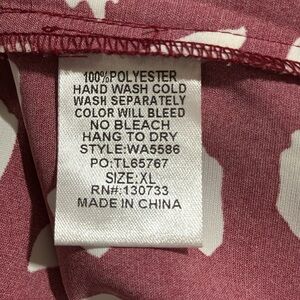 100%POLYESTER
HAND WASH COLD
WASH SEPARATELY
COLOR WILL BLEED
NO BLEACH
HANG TO DRY
STYLE:WA5586
PO:TL65767
SIZE:XL
RN#:130733
MADE IN CHINA